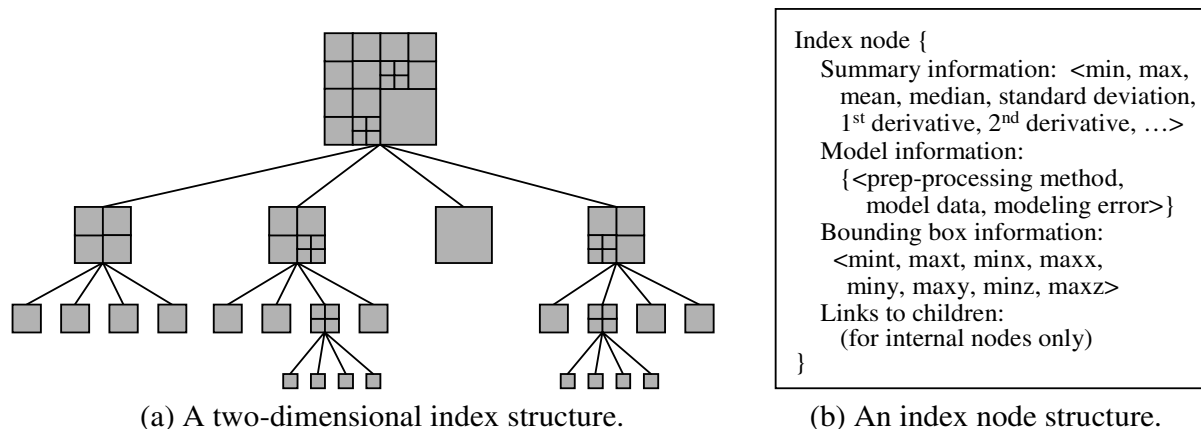 Index node {
Summary information: <min, max,
mean, median, standard deviation,
1st derivative, 2nd derivative, …>
Model information:
{<prep-processing method,
model data, modeling error>}
Bounding box information:
<mint, maxt, minx, maxx,
miny, maxy, minz, maxz>
Links to children:
(for internal nodes only)
}
(a) A two-dimensional index structure.
(b) An index node structure.